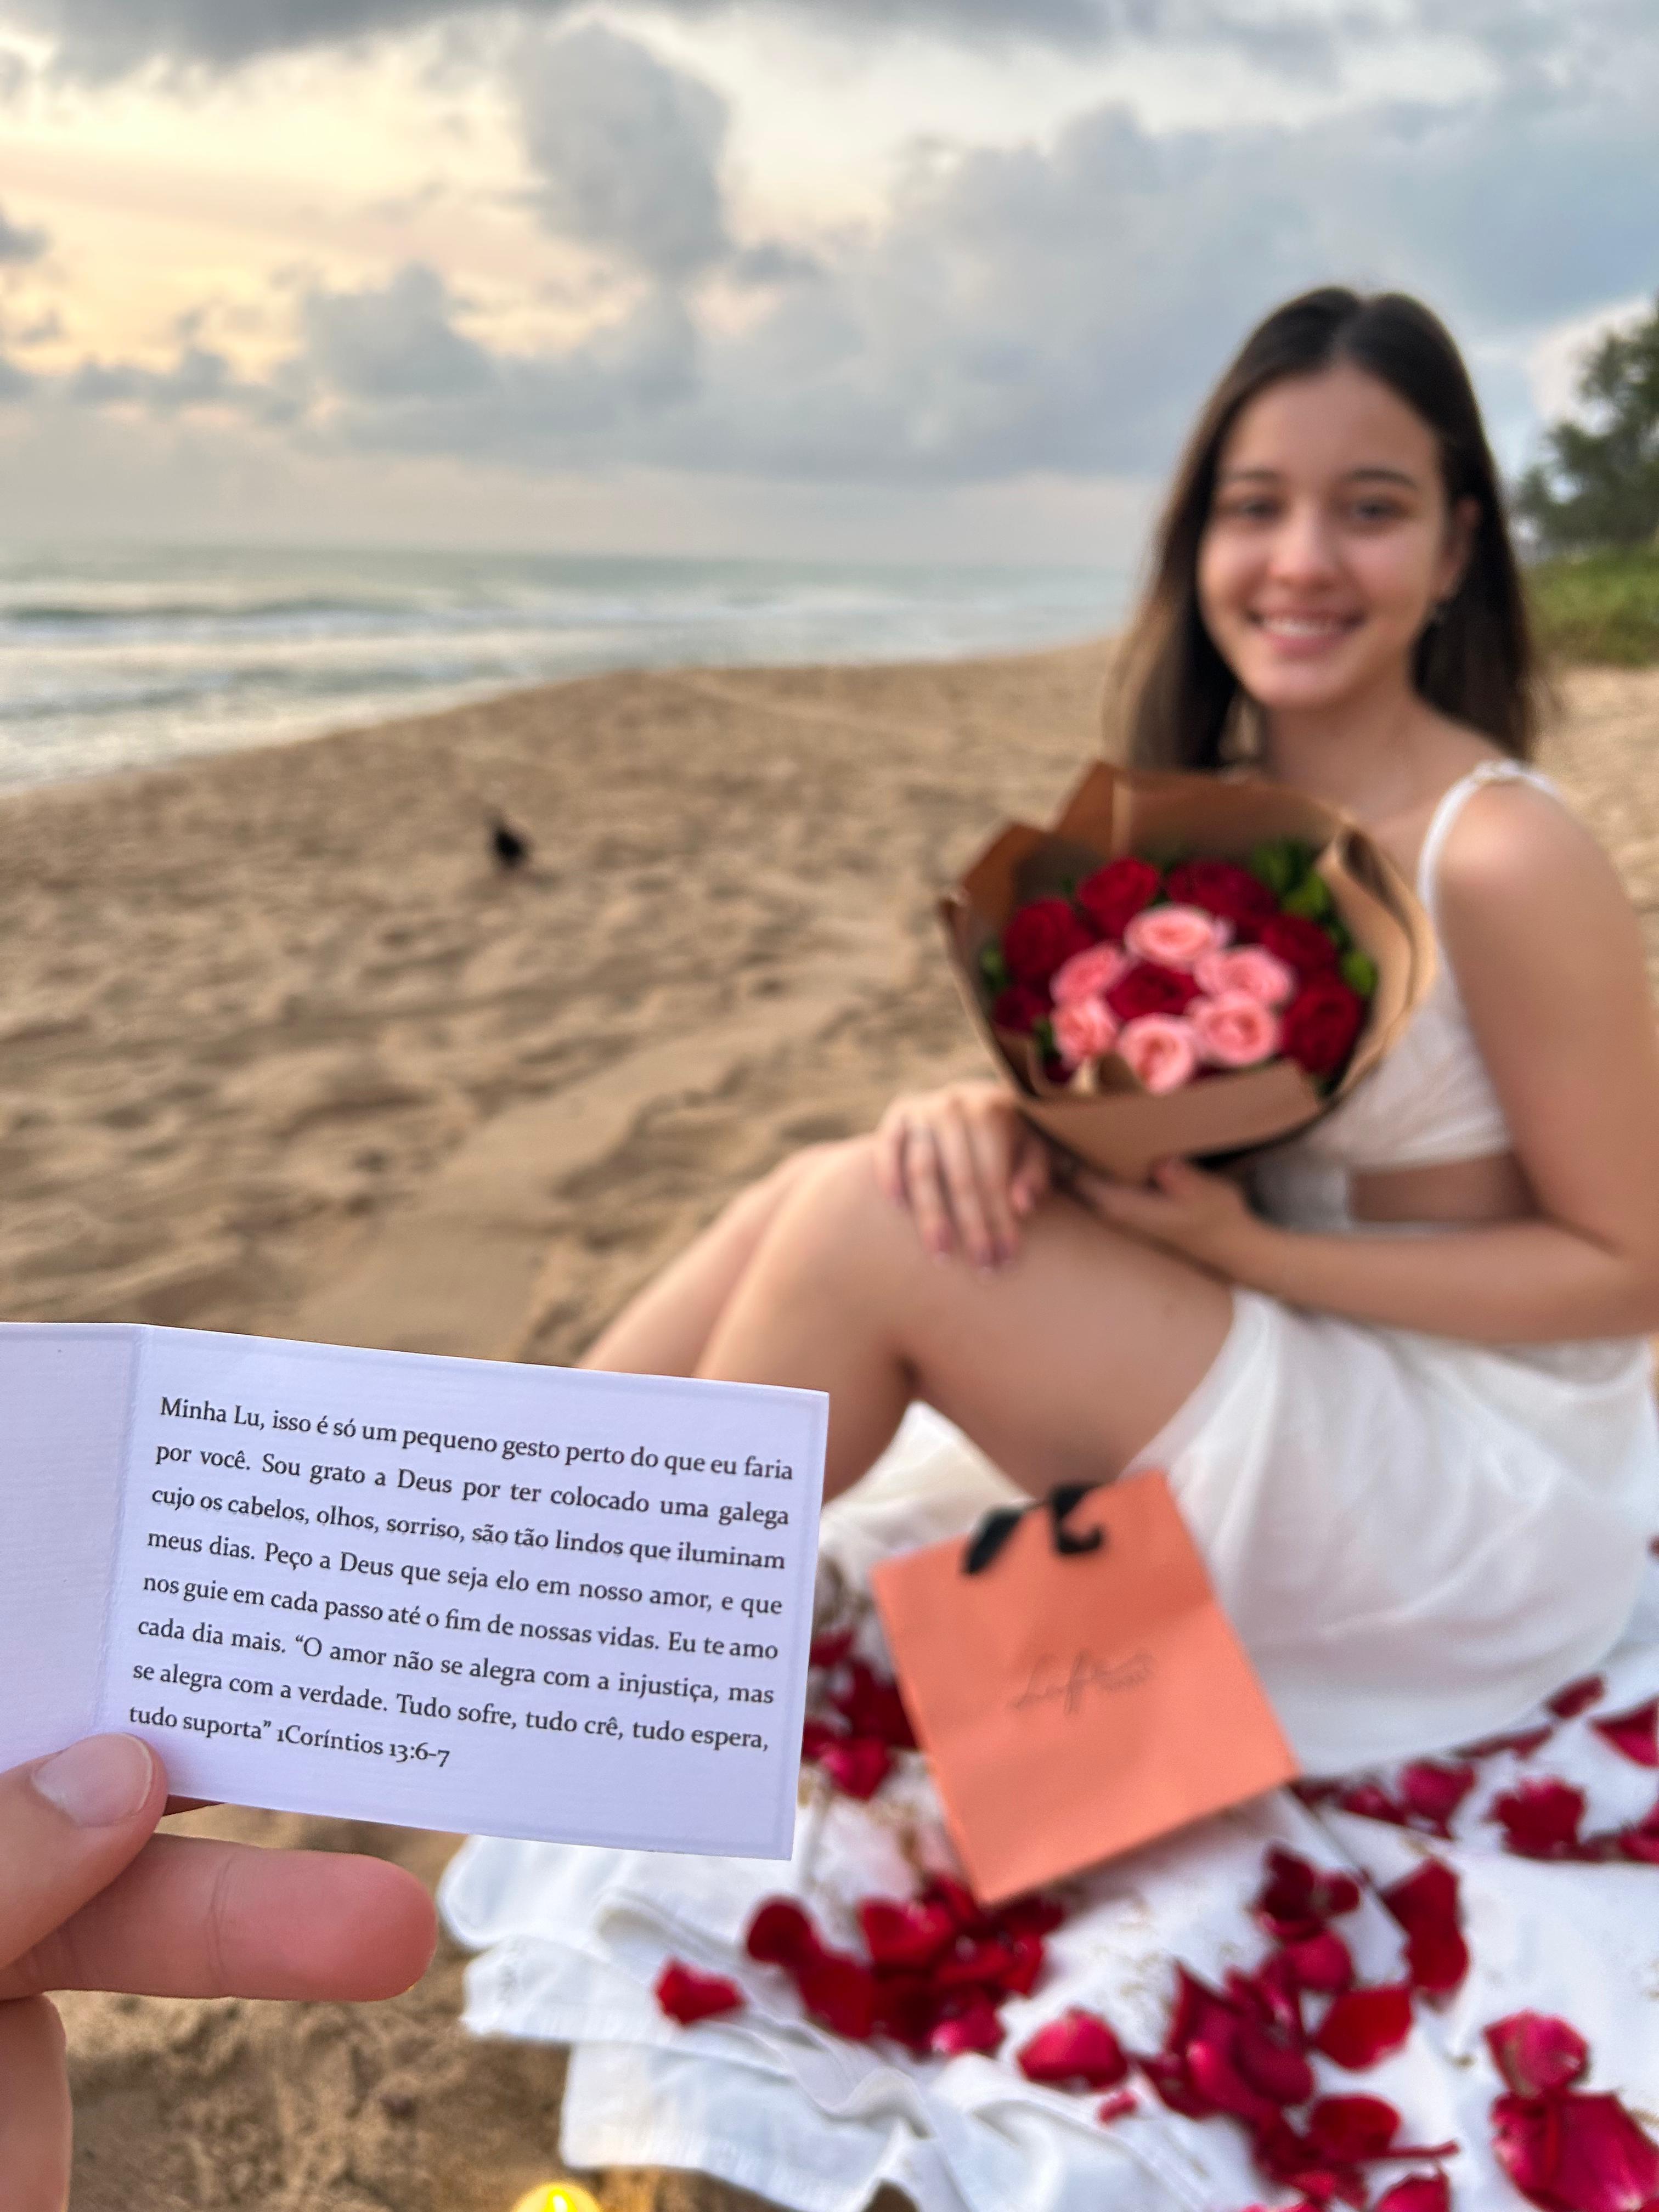 Minha Lu, isso é só um pequeno gesto perto do que eu faria
por você. Sou grato a Deus por ter colocado uma galega
cujo os cabelos, olhos, sorriso, são tão lindos que iluminam
meus dias. Peço a Deus que seja elo em nosso amor, e que
nos guie em cada passo até o fim de nossas vidas. Eu te amo
cada dia mais. “O amor não se alegra com a injustiça, mas
se alegra com a verdade. Tudo sofre, tudo crê, tudo espera,
tudo suporta” 1Coríntios 13:6-7